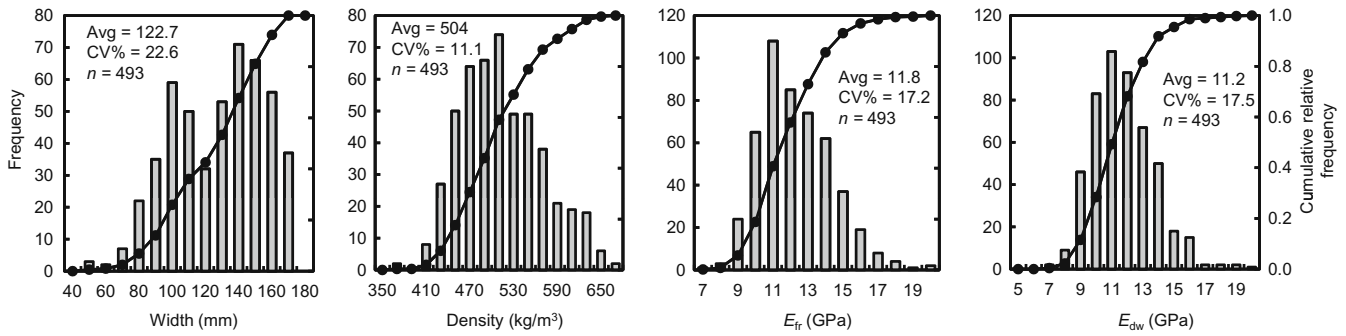 Frequency
80
70
60
50
40
30
20
10
0
Avg = 122.7
CV% = 22.6
n = 493
40 60 80 100 120 140 160 180
Width (mm)
80
70
60
50
40
30
20
10
0
Avg = 504
CV% = 11.1
n = 493
350 410 470 530 590 650
Density (kg/m³)
120
100
80
60
40
20
0
Avg = 11.8
CV% = 17.2
n = 493
7 9 11 13 15 17 19
Efr (GPa)
120
100
80
60
40
20
0
Avg = 11.2
CV% = 17.5
n = 493
5 7 9 11 13 15 17 19
Edw (GPa)
1.0
0.8
0.6
0.4
0.2
0.0
Cumulative relative
frequency